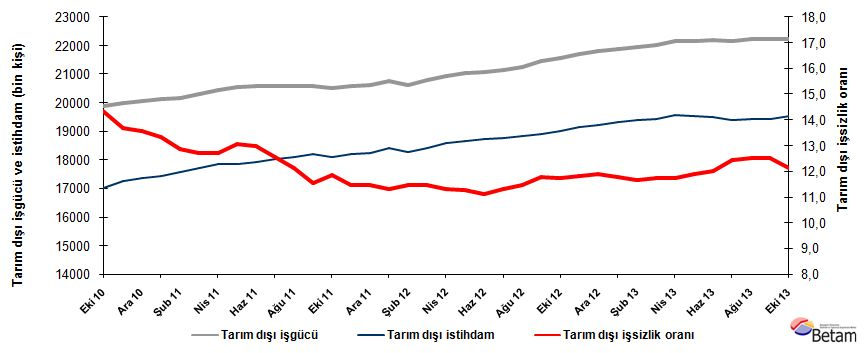 Tarım dışı işgücü ve istihdam (bin kişi)
23000
22000
21000
20000
19000
18000
17000
16000
15000
14000
18,0
17,0
16,0
15,0
14,0
13,0
12,0
11,0
10,0
9,0
8,0
Tarım dışı işsizlik oranı
Eki 10
Ara 10
Şub 11
Nis 11
Haz 11
Ağu 11
Eki 11
Ara 11
Şub 12
Nis 12
Haz 12
Ağu 12
Eki 12
Ara 12
Şub 13
Nis 13
Haz 13
Ağu 13
Eki 13
Tarım dışı işgücü
Tarım dışı istihdam
Tarım dışı işsizlik oranı
Betam